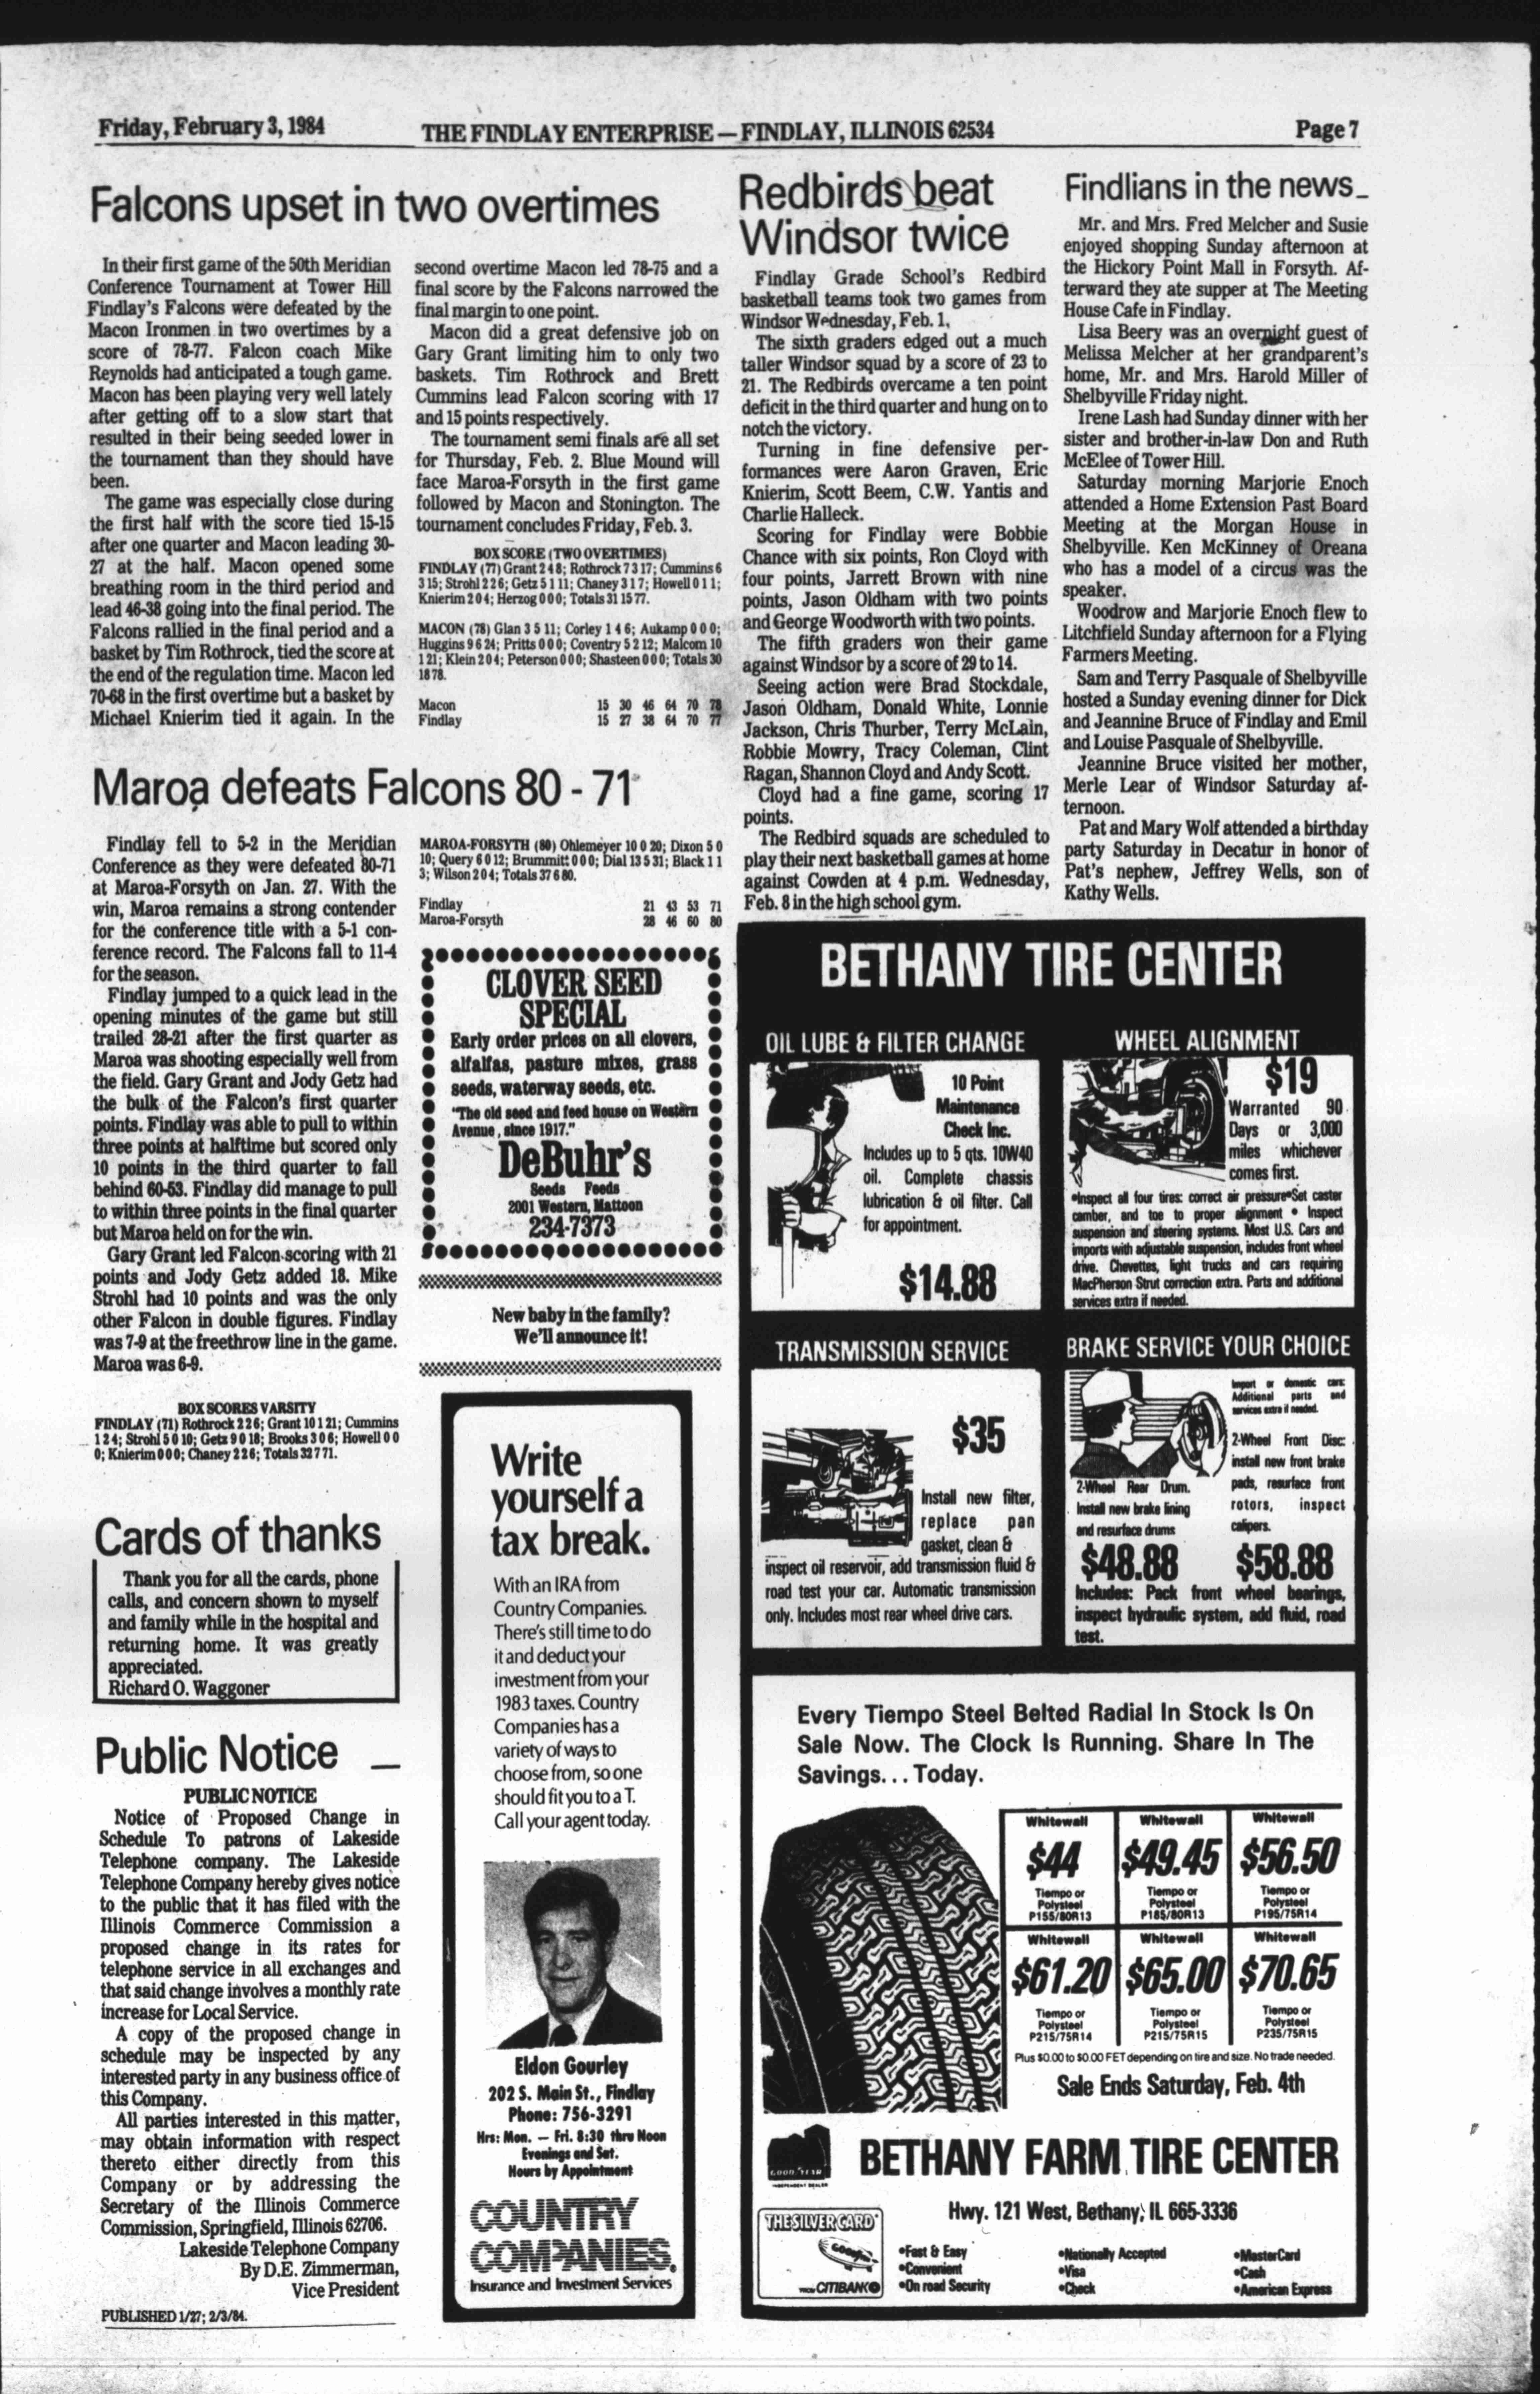 Friday, February 3, 1984
THE FINDLAY ENTERPRISE — FINDLAY, ILLINOIS 62534
Page 7
Falcons upset in two overtimes
In their first game of the 50th Meridian
Conference Tournament at Tower Hill
Findlay's Falcons were defeated by the
Macon Ironmen in two overtimes by a
score of 78-77. Falcon coach Mike
Reynolds had anticipated a tough game.
Macon has been playing very well lately
after getting off to a slow start that
resulted in their being seeded lower in
the tournament than they should have
been.
The game was especially close during
the first half with the score tied 15-15
after one quarter and Macon leading 30-
27 at the half. Macon opened some
breathing room in the third period and
lead 46-38 going into the final period. The
Falcons rallied in the final period and a
basket by Tim Rothrock, tied the score at
the end of the regulation time. Macon led
70-68 in the first overtime but a basket by
Michael Knierim tied it again. In the
second overtime Macon led 78-75 and a
final score by the Falcons narrowed the
final margin to one point.
Macon did a great defensive job on
Gary Grant limiting him to only two
baskets. Tim Rothrock and Brett
Cummins lead Falcon scoring with 17
and 15 points respectively.
The tournament semi finals are all set
for Thursday, Feb. 2. Blue Mound will
face Maroa-Forsyth in the first game
followed by Macon and Stonington. The
tournament concludes Friday, Feb. 3.
BOX SCORE (TWO OVERTIMES)
FINDLAY (77) Grant 2 4 8; Rothrock 7 3 17; Cummins 6
3 15; Strohl 2 2 6; Getz 5 1 11; Chaney 3 1 7; Howell 0 1 1;
Knierim 2 0 4; Herzog 0 0 0; Totals 31 15 77.
MACON (78) Glan 3 5 11; Corley 1 4 6; Aukamp 0 0 0;
Huggins 9 6 24; Pritts 0 0 0; Coventry 5 2 12; Malcom 10
1 21; Klein 2 0 4; Peterson 0 0 0; Shasteen 0 0 0; Totals 30
18 78.
Macon 15 30 46 64 70 78
Findlay 15 27 38 64 70 77
Maroa defeats Falcons 80 - 71
Findlay fell to 5-2 in the Meridian
Conference as they were defeated 80-71
at Maroa-Forsyth on Jan. 27. With the
win, Maroa remains a strong contender
for the conference title with a 5-1 con-
ference record. The Falcons fall to 11-4
for the season.
Findlay jumped to a quick lead in the
opening minutes of the game but still
trailed 28-21 after the first quarter as
Maroa was shooting especially well from
the field. Gary Grant and Jody Getz had
the bulk of the Falcon's first quarter
points. Findlay was able to pull to within
three points at halftime but scored only
10 points in the third quarter to fall
behind 60-53. Findlay did manage to pull
to within three points in the final quarter
but Maroa held on for the win.
Gary Grant led Falcon scoring with 21
points and Jody Getz added 18. Mike
Strohl had 10 points and was the only
other Falcon in double figures. Findlay
was 7-9 at the freethrow line in the game.
Maroa was 6-9.
BOX SCORES VARSITY
FINDLAY (71) Rothrock 2 2 6; Grant 10 1 21; Cummins
1 2 4; Strohl 5 0 10; Getz 9 0 18; Brooks 3 0 6; Howell 0 0
0; Knierim 0 0 0; Chaney 2 2 6; Totals 32 7 71.
MAROA-FORSYTH (80) Ohlemeyer 10 0 20; Dixon 5 0
10; Query 6 0 12; Brummitt 0 0 0; Dial 13 5 31; Black 1 1
3; Wilson 2 0 4; Totals 37 6 80.
Findlay 21 43 53 71
Maroa-Forsyth 28 46 60 80
Cards of thanks
Thank you for all the cards, phone
calls, and concern shown to myself
and family while in the hospital and
returning home. It was greatly
appreciated.
Richard O. Waggoner
Public Notice
PUBLIC NOTICE
Notice of Proposed Change in
Schedule To patrons of Lakeside
Telephone company. The Lakeside
Telephone Company hereby gives notice
to the public that it has filed with the
Illinois Commerce Commission a
proposed change in its rates for
telephone service in all exchanges and
that said change involves a monthly rate
increase for Local Service.
A copy of the proposed change in
schedule may be inspected by any
interested party in any business office of
this Company.
All parties interested in this matter,
may obtain information with respect
thereto either directly from this
Company or by addressing the
Secretary of the Illinois Commerce
Commission, Springfield, Illinois 62706.
Lakeside Telephone Company
By D.E. Zimmerman,
Vice President
PUBLISHED 1/27; 2/3/84.
CLOVER SEED
SPECIAL
Early order prices on all clovers,
alfalfas, pasture mixes, grass
seeds, waterway seeds, etc.
"The old seed and feed house on Western
Avenue, since 1917."
DeBuhr's
Seeds Feeds
2001 Western, Mattoon
234-7373
New baby in the family?
We'll announce it!
Write
yourself a
tax break.
With an IRA from
Country Companies.
There's still time to do
it and deduct your
investment from your
1983 taxes. Country
Companies has a
variety of ways to
choose from, so one
should fit you to a T.
Call your agent today.
Eldon Gourley
202 S. Main St., Findlay
Phone: 756-3291
Hrs: Mon. — Fri. 8:30 thru Noon
Evenings and Sat.
Hours by Appointment
COUNTRY
COMPANIES.
Insurance and Investment Services
Redbirds beat
Windsor twice
Findlay Grade School's Redbird
basketball teams took two games from
Windsor Wednesday, Feb. 1.
The sixth graders edged out a much
taller Windsor squad by a score of 23 to
21. The Redbirds overcame a ten point
deficit in the third quarter and hung on to
notch the victory.
Turning in fine defensive per-
formances were Aaron Graven, Eric
Knierim, Scott Beem, C.W. Yantis and
Charlie Halleck.
Scoring for Findlay were Bobbie
Chance with six points, Ron Cloyd with
four points, Jarrett Brown with nine
points, Jason Oldham with two points
and George Woodworth with two points.
The fifth graders won their game
against Windsor by a score of 29 to 14.
Seeing action were Brad Stockdale,
Jason Oldham, Donald White, Lonnie
Jackson, Chris Thurber, Terry McLain,
Robbie Mowry, Tracy Coleman, Clint
Ragan, Shannon Cloyd and Andy Scott.
Cloyd had a fine game, scoring 17
points.
The Redbird squads are scheduled to
play their next basketball games at home
against Cowden at 4 p.m. Wednesday,
Feb. 8 in the high school gym.
Findlians in the news
Mr. and Mrs. Fred Melcher and Susie
enjoyed shopping Sunday afternoon at
the Hickory Point Mall in Forsyth. Af-
terward they ate supper at The Meeting
House Cafe in Findlay.
Lisa Beery was an overnight guest of
Melissa Melcher at her grandparent's
home, Mr. and Mrs. Harold Miller of
Shelbyville Friday night.
Irene Lash had Sunday dinner with her
sister and brother-in-law Don and Ruth
McElee of Tower Hill.
Saturday morning Marjorie Enoch
attended a Home Extension Past Board
Meeting at the Morgan House in
Shelbyville. Ken McKinney of Oreana
who has a model of a circus was the
speaker.
Woodrow and Marjorie Enoch flew to
Litchfield Sunday afternoon for a Flying
Farmers Meeting.
Sam and Terry Pasquale of Shelbyville
hosted a Sunday evening dinner for Dick
and Jeannine Bruce of Findlay and Emil
and Louise Pasquale of Shelbyville.
Jeannine Bruce visited her mother,
Merle Lear of Windsor Saturday af-
ternoon.
Pat and Mary Wolf attended a birthday
party Saturday in Decatur in honor of
Pat's nephew, Jeffrey Wells, son of
Kathy Wells.
BETHANY TIRE CENTER
OIL LUBE & FILTER CHANGE
10 Point
Maintenance
Check Inc.
Includes up to 5 qts. 10W40
oil. Complete chassis
lubrication & oil filter. Call
for appointment.
$14.88
WHEEL ALIGNMENT
$19
Warranted 90
Days or 3,000
miles whichever
comes first.
•Inspect all four tires: correct air pressure•Set caster
camber, and toe to proper alignment • Inspect
suspension and steering systems. Most U.S. Cars and
imports with adjustable suspension, includes front wheel
drive. Chevettes, light trucks and cars requiring
MacPherson Strut correction extra. Parts and additional
services extra if needed.
TRANSMISSION SERVICE
$35
Install new filter,
replace pan
gasket, clean &
inspect oil reservoir, add transmission fluid &
road test your car. Automatic transmission
only. Includes most rear wheel drive cars.
BRAKE SERVICE YOUR CHOICE
Import or domestic cars:
Additional parts and
services extra if needed.
2-Wheel Front Disc:
install new front brake
pads, resurface front
rotors, inspect
calipers.
$58.88
2-Wheel Rear Drum.
Install new brake lining
and resurface drums
$48.88
Includes: Pack front wheel bearings,
inspect hydraulic system, add fluid, road
test.
Every Tiempo Steel Belted Radial In Stock Is On
Sale Now. The Clock Is Running. Share In The
Savings... Today.
Whitewall
$44
Tiempo or
Polysteel
P155/80R13
Whitewall
$49.45
Tiempo or
Polysteel
P185/80R13
Whitewall
$56.50
Tiempo or
Polysteel
P195/75R14
Whitewall
$61.20
Tiempo or
Polysteel
P215/75R14
Whitewall
$65.00
Tiempo or
Polysteel
P215/75R15
Whitewall
$70.65
Tiempo or
Polysteel
P235/75R15
Plus $0.00 to $0.00 FET depending on tire and size. No trade needed.
Sale Ends Saturday, Feb. 4th
GOODYEAR
INDEPENDENT DEALER
BETHANY FARM TIRE CENTER
Hwy. 121 West, Bethany, IL 665-3336
THE SILVER CARD
Goodyear
FROM CITIBANK
•Fast & Easy
•Convenient
•On road Security
•Nationally Accepted
•Visa
•Check
•MasterCard
•Cash
•American Express